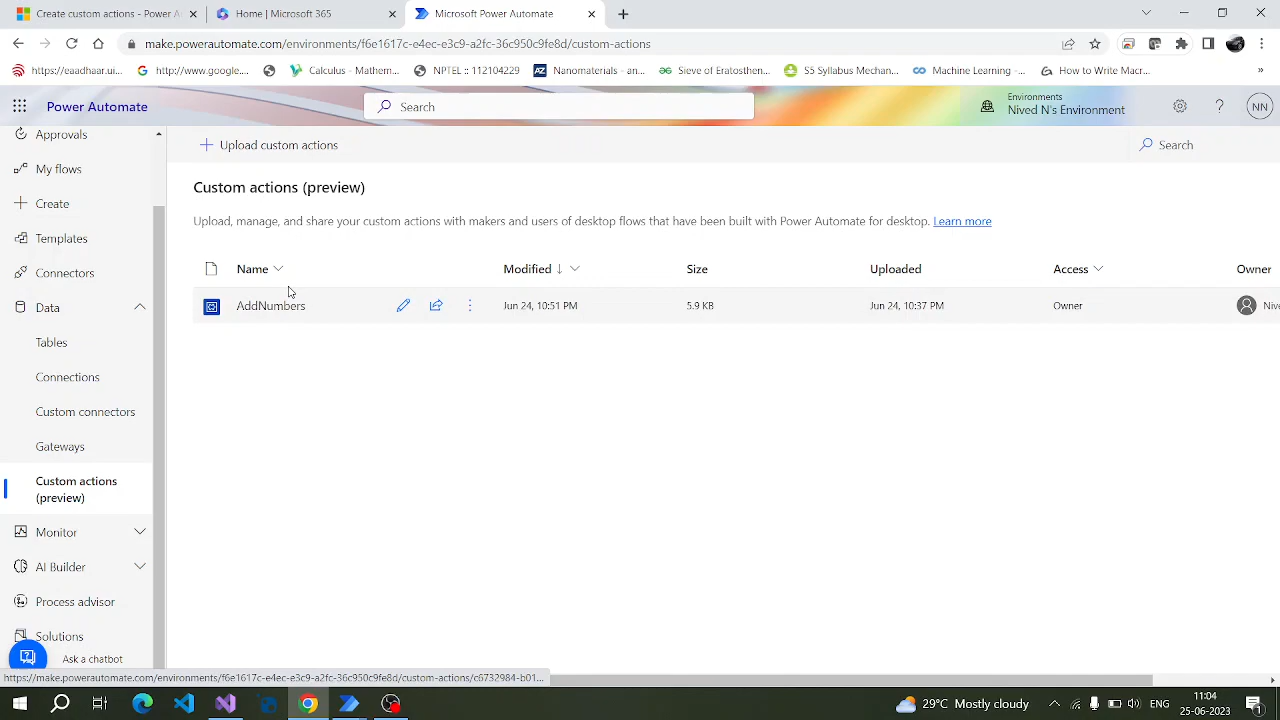 Create custom actions - Power A
Home | Microsoft 365
Microsoft Power Automate
make.powerautomate.com/environments/f6e1617c-e4ec-e3c9-a2fc-36c950c9fe8d/custom-actions
https://eactdair.ui...
http://www.google...
Calculus - Mathem...
NPTEL :: 112104229
Nanomaterials - an...
Sieve of Eratosthen...
S5 Syllabus Mechan...
Machine Learning -...
How to Write Macr...
»
Power Automate
Search
Environments
Nived N's Environment
NN
Approvals
My flows
Create
Templates
Connectors
Data
Tables
Connections
Custom connectors
Gateways
Custom actions
(preview)
Monitor
AI Builder
Process advisor
Solutions
Ask a chatbot
Upload custom actions
Search
Custom actions (preview)
Upload, manage, and share your custom actions with makers and users of desktop flows that have been built with Power Automate for desktop. Learn more
Name Modified ↓ Size Uploaded Access Owner
AddNumbers Jun 24, 10:51 PM 5.9 KB Jun 24, 10:37 PM Owner Nive
https://make.powerautomate.com/environments/f6e1617c-e4ec-e3c9-a2fc-36c950c9fe8d/custom-actions/c6732984-b01...
29°C Mostly cloudy
ENG
11:04
25-06-2023